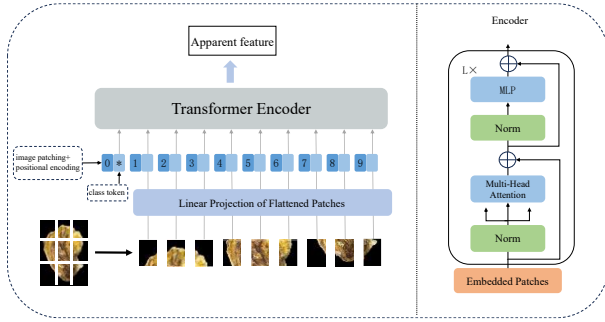 Apparent feature
Transformer Encoder
image patching+
positional encoding
0 * 1 2 3 4 5 6 7 8 9
class token
Linear Projection of Flattened Patches
Encoder
L×
MLP
Norm
Multi-Head
Attention
Norm
Embedded Patches